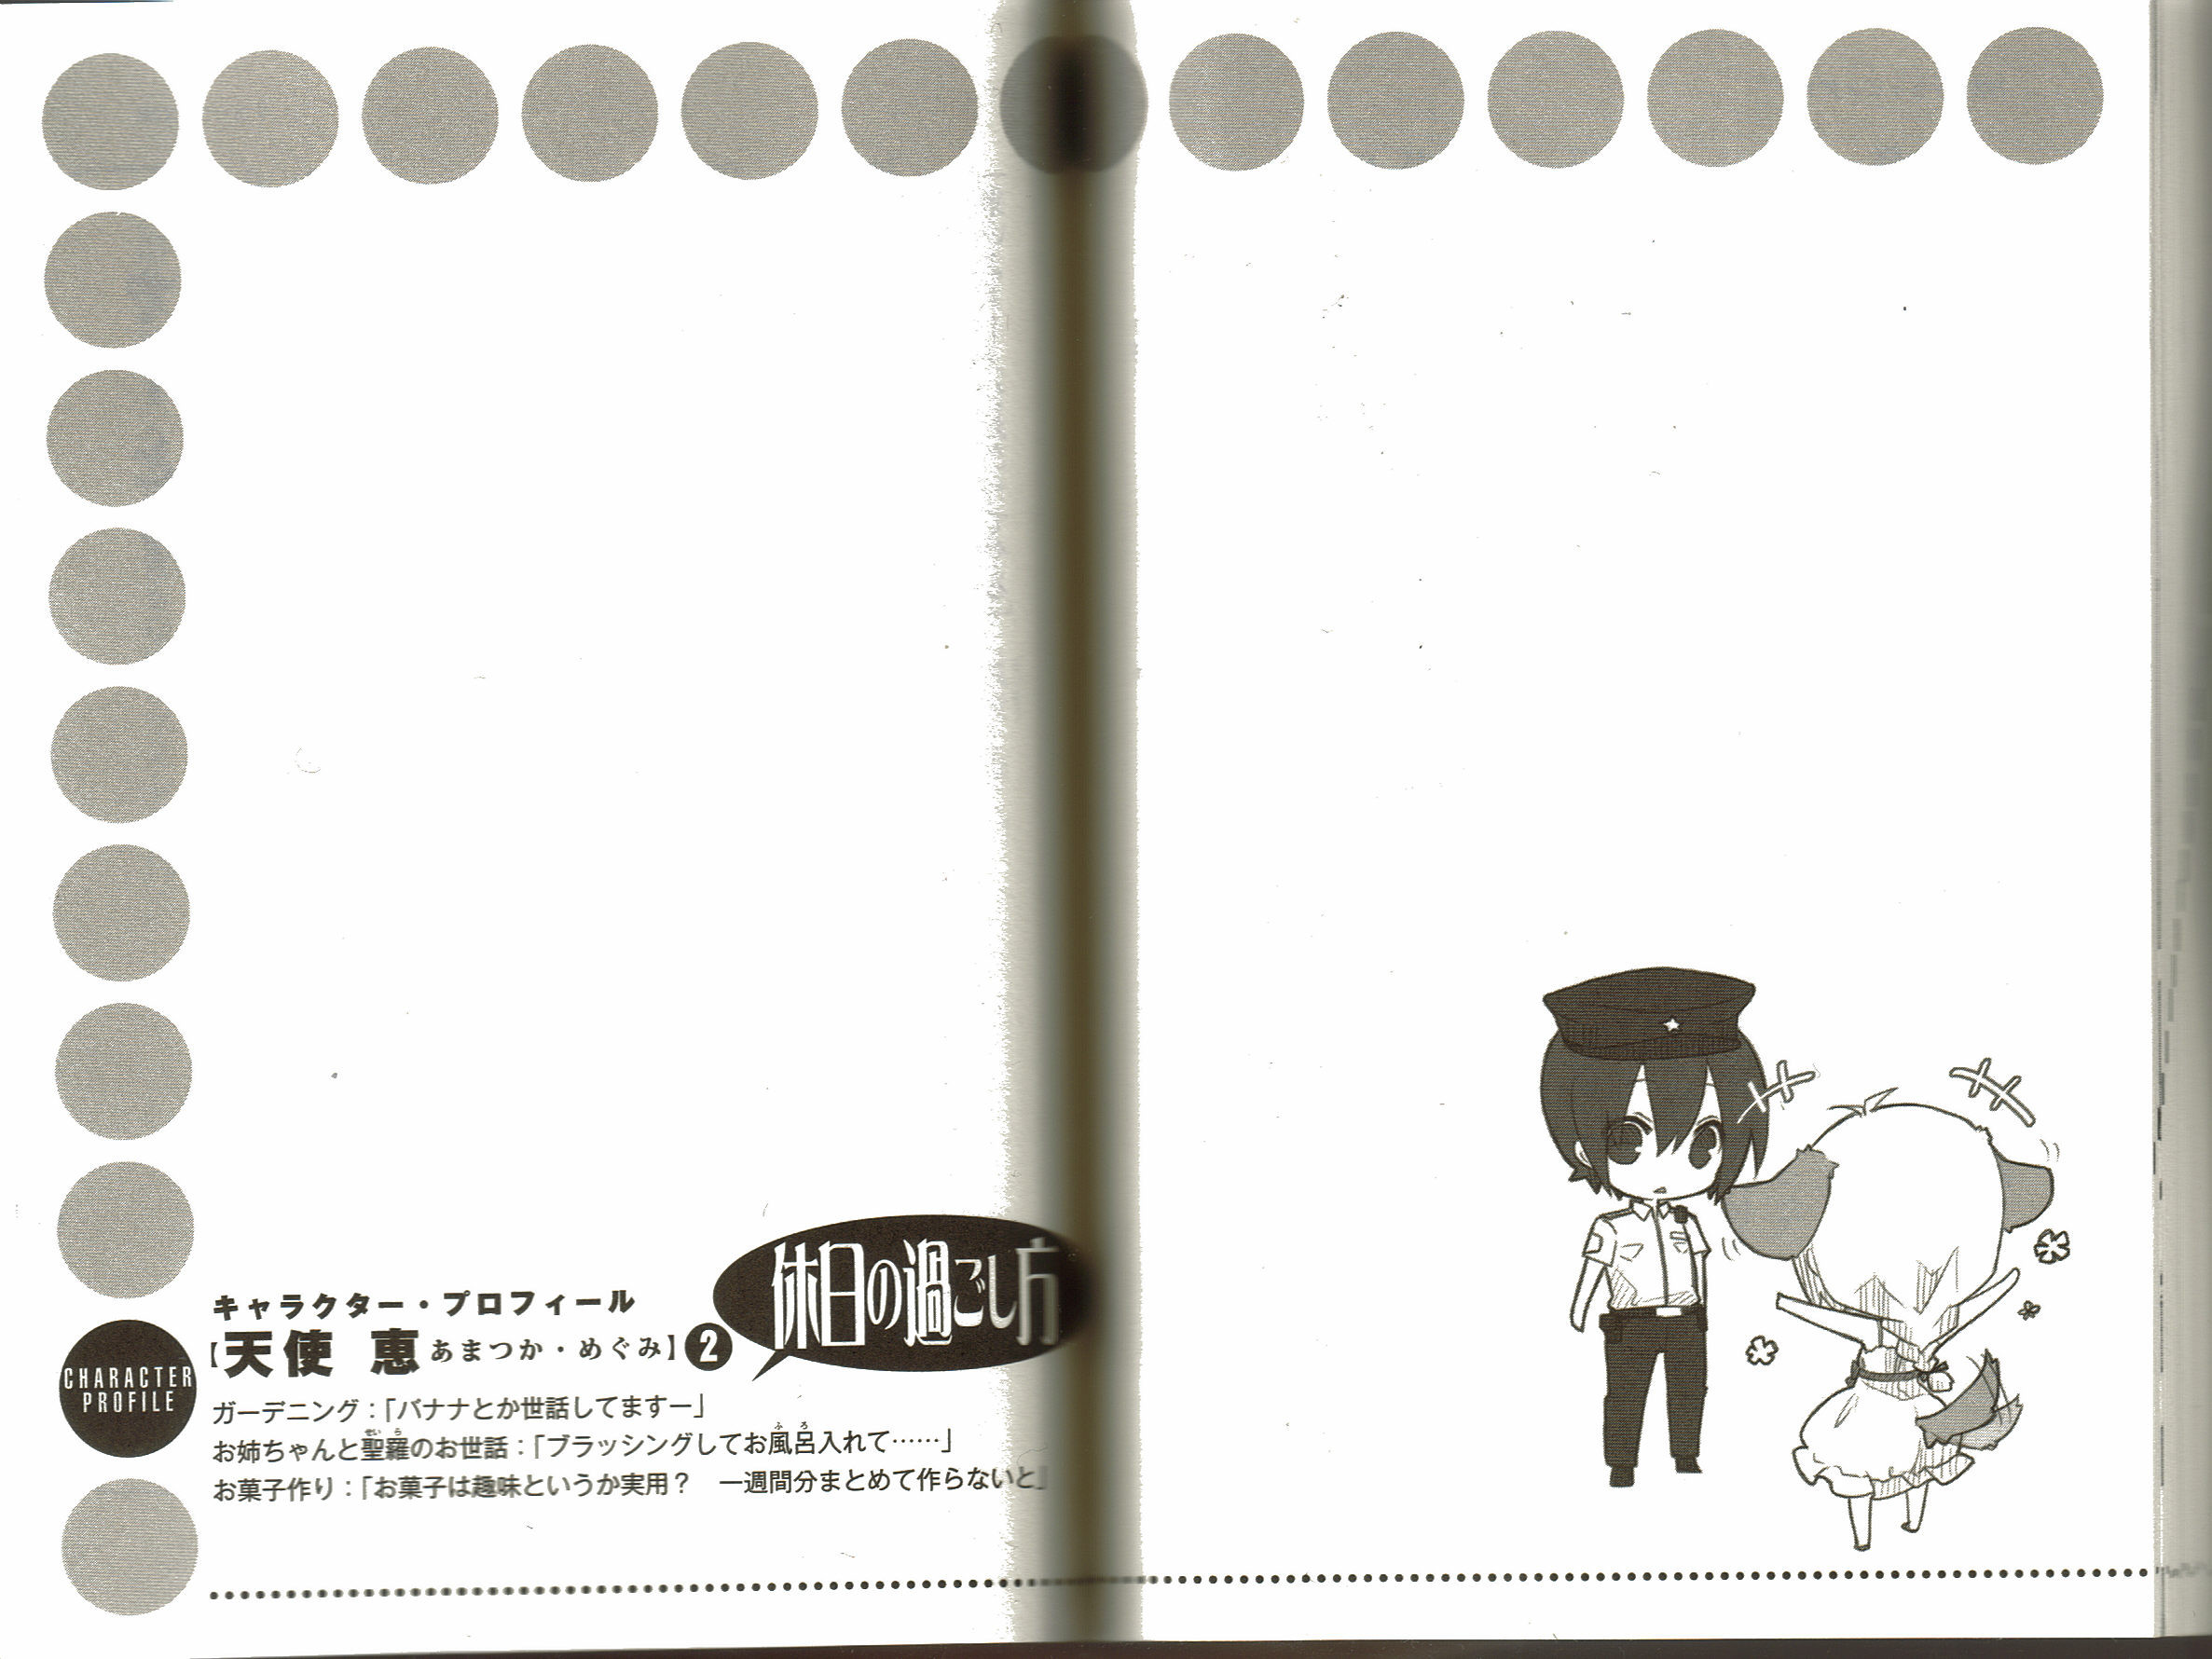 休日の過ごし方
キャラクター・プロフィール
【天使 恵 あまつか・めぐみ】❷
CHARACTER
PROFILE
ガーデニング：「バナナとか世話してますー」
お姉ちゃんと聖羅のお世話：「ブラッシングしてお風呂入れて……」
お菓子作り：「お菓子は趣味というか実用？　一週間分まとめて作らないと」